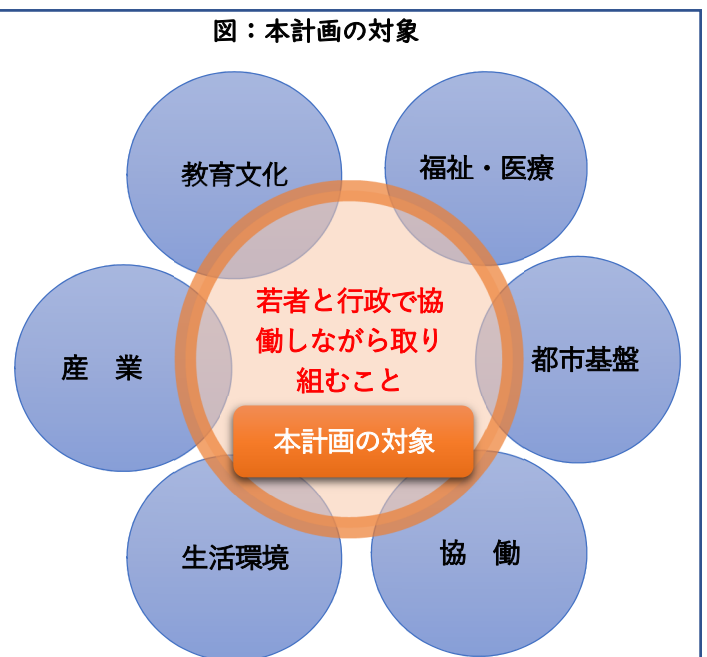 図：本計画の対象
教育文化
福祉・医療
若者と行政で協
働しながら取り
組むこと
産　業
都市基盤
本計画の対象
生活環境
協　働